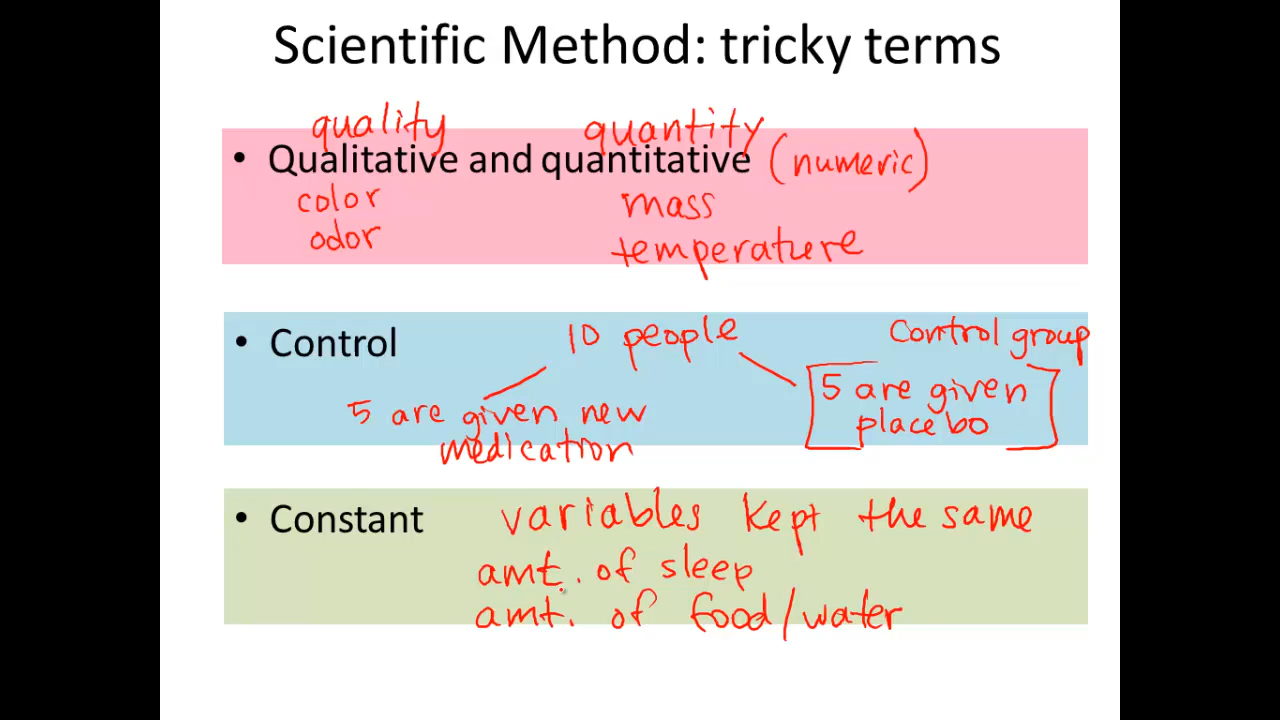 Scientific Method: tricky terms
quality quantity
• Qualitative and quantitative (numeric)
color mass
odor temperature
• Control 10 people Control group
5 are given new medication
5 are given placebo
• Constant variables kept the same
amt. of sleep
amt. of food/water